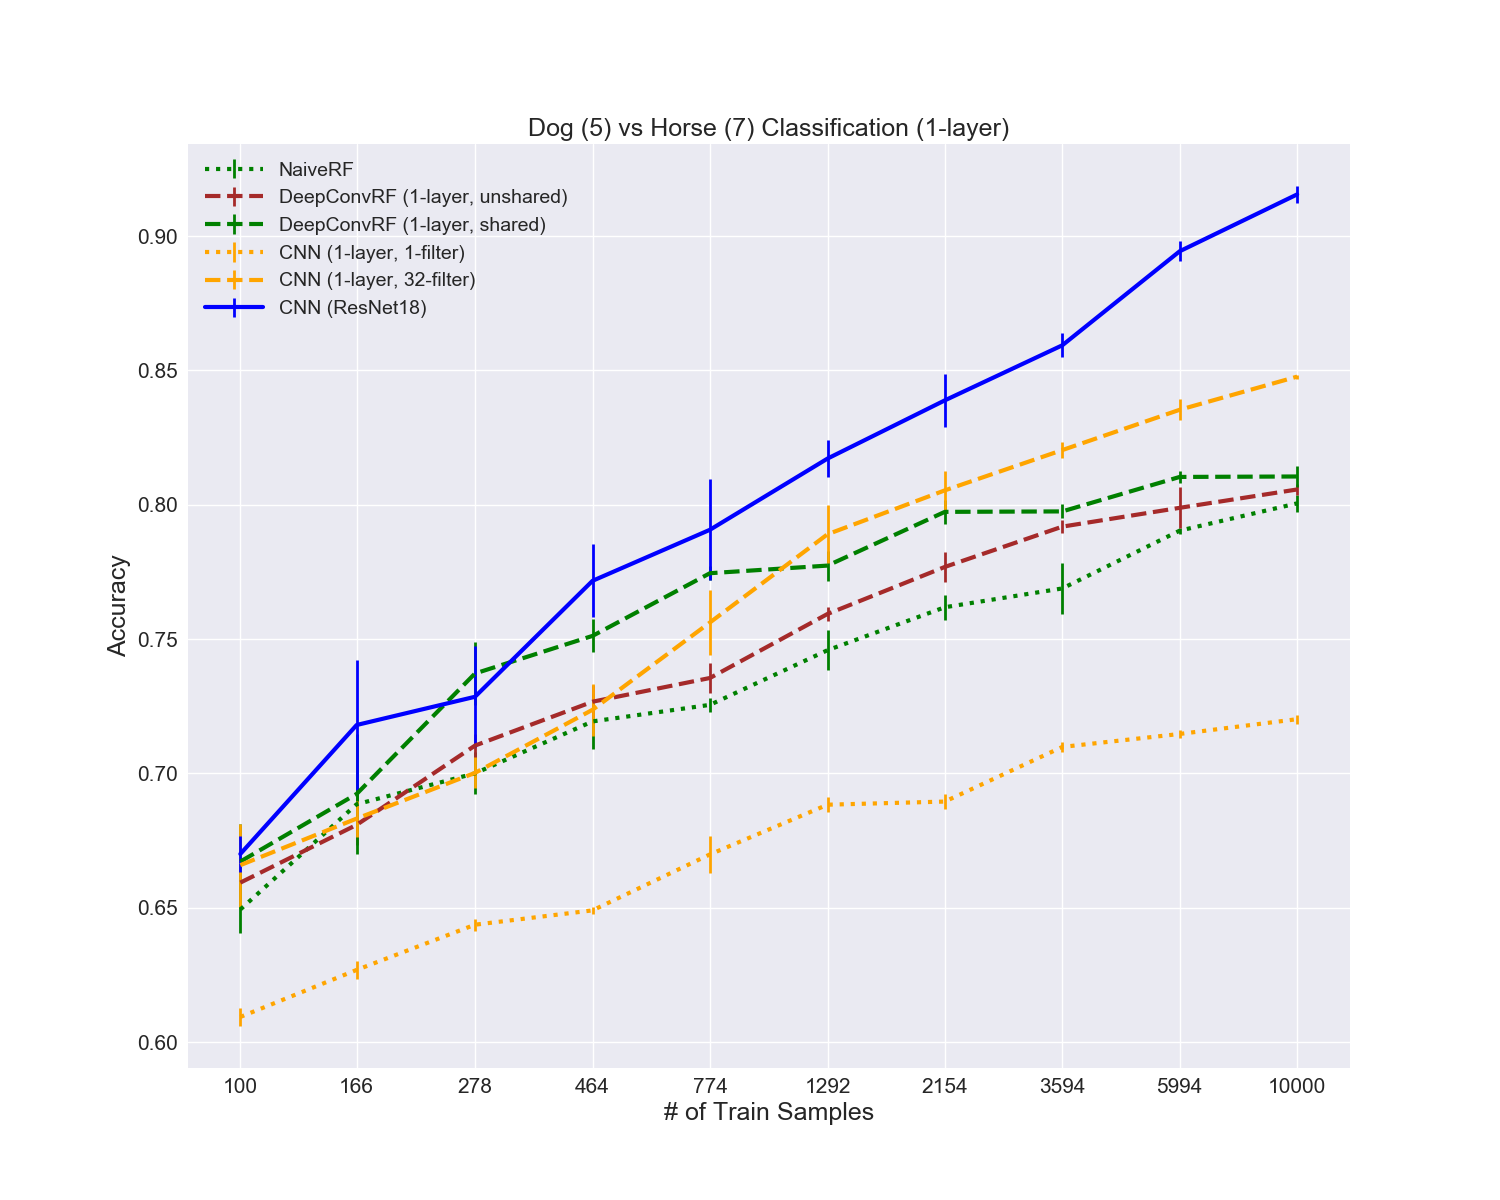 Dog (5) vs Horse (7) Classification (1-layer)
NaiveRF
DeepConvRF (1-layer, unshared)
DeepConvRF (1-layer, shared)
CNN (1-layer, 1-filter)
CNN (1-layer, 32-filter)
CNN (ResNet18)
0.90
0.85
0.80
0.75
0.70
0.65
0.60
Accuracy
100 166 278 464 774 1292 2154 3594 5994 10000
# of Train Samples